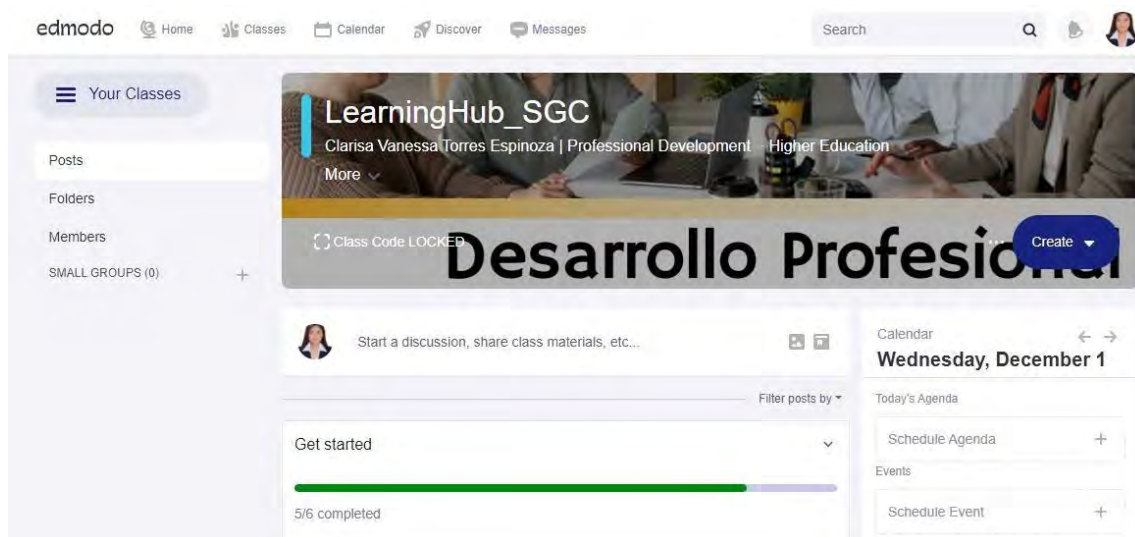 edmodo Home Classes Calendar Discover Messages Search
Your Classes
Posts
Folders
Members
SMALL GROUPS (0) +
LearningHub_SGC
Clarisa Vanessa Torres Espinoza | Professional Development Higher Education
More
Class Code LOCKED
Desarrollo Profesional
... Create
Start a discussion, share class materials, etc...
Filter posts by
Get started
5/6 completed
Calendar ← →
Wednesday, December 1
Today's Agenda
Schedule Agenda +
Events
Schedule Event +